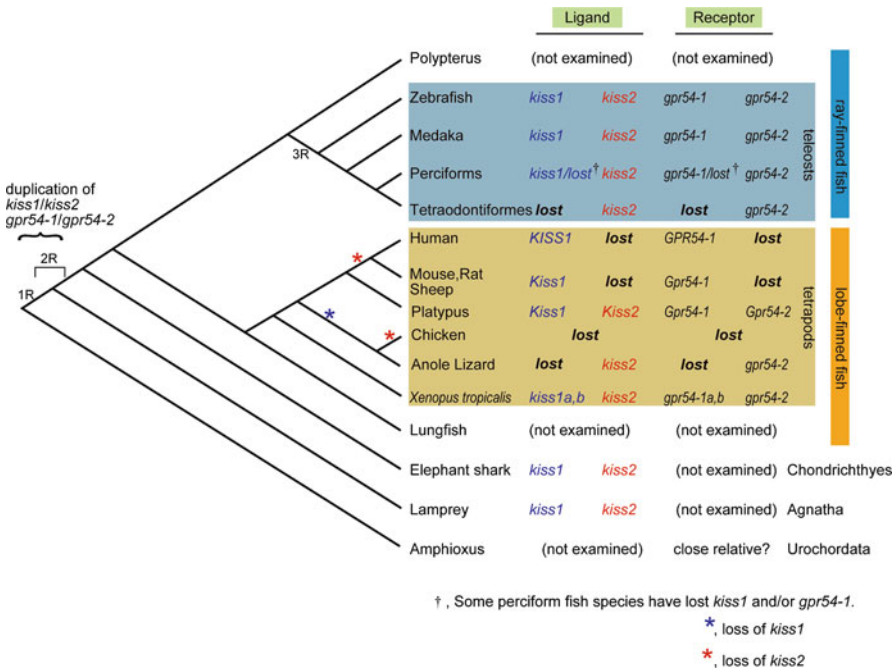 Ligand Receptor
Polypterus (not examined) (not examined)
Zebrafish kiss1 kiss2 gpr54-1 gpr54-2
Medaka kiss1 kiss2 gpr54-1 gpr54-2
3R
Perciforms kiss1/lost† kiss2 gpr54-1/lost† gpr54-2
Tetraodontiformes lost kiss2 lost gpr54-2
teleosts
ray-finned fish
duplication of
kiss1/kiss2
gpr54-1/gpr54-2
2R
1R
Human KISS1 lost GPR54-1 lost
*
Mouse,Rat
Sheep Kiss1 lost Gpr54-1 lost
Platypus Kiss1 Kiss2 Gpr54-1 Gpr54-2
*
Chicken lost lost
*
Anole Lizard lost kiss2 lost gpr54-2
Xenopus tropicalis kiss1a,b kiss2 gpr54-1a,b gpr54-2
tetrapods
lobe-finned fish
Lungfish (not examined) (not examined)
Elephant shark kiss1 kiss2 (not examined) Chondrichthyes
Lamprey kiss1 kiss2 (not examined) Agnatha
Amphioxus (not examined) close relative? Urochordata
† , Some perciform fish species have lost kiss1 and/or gpr54-1.
*, loss of kiss1
*, loss of kiss2